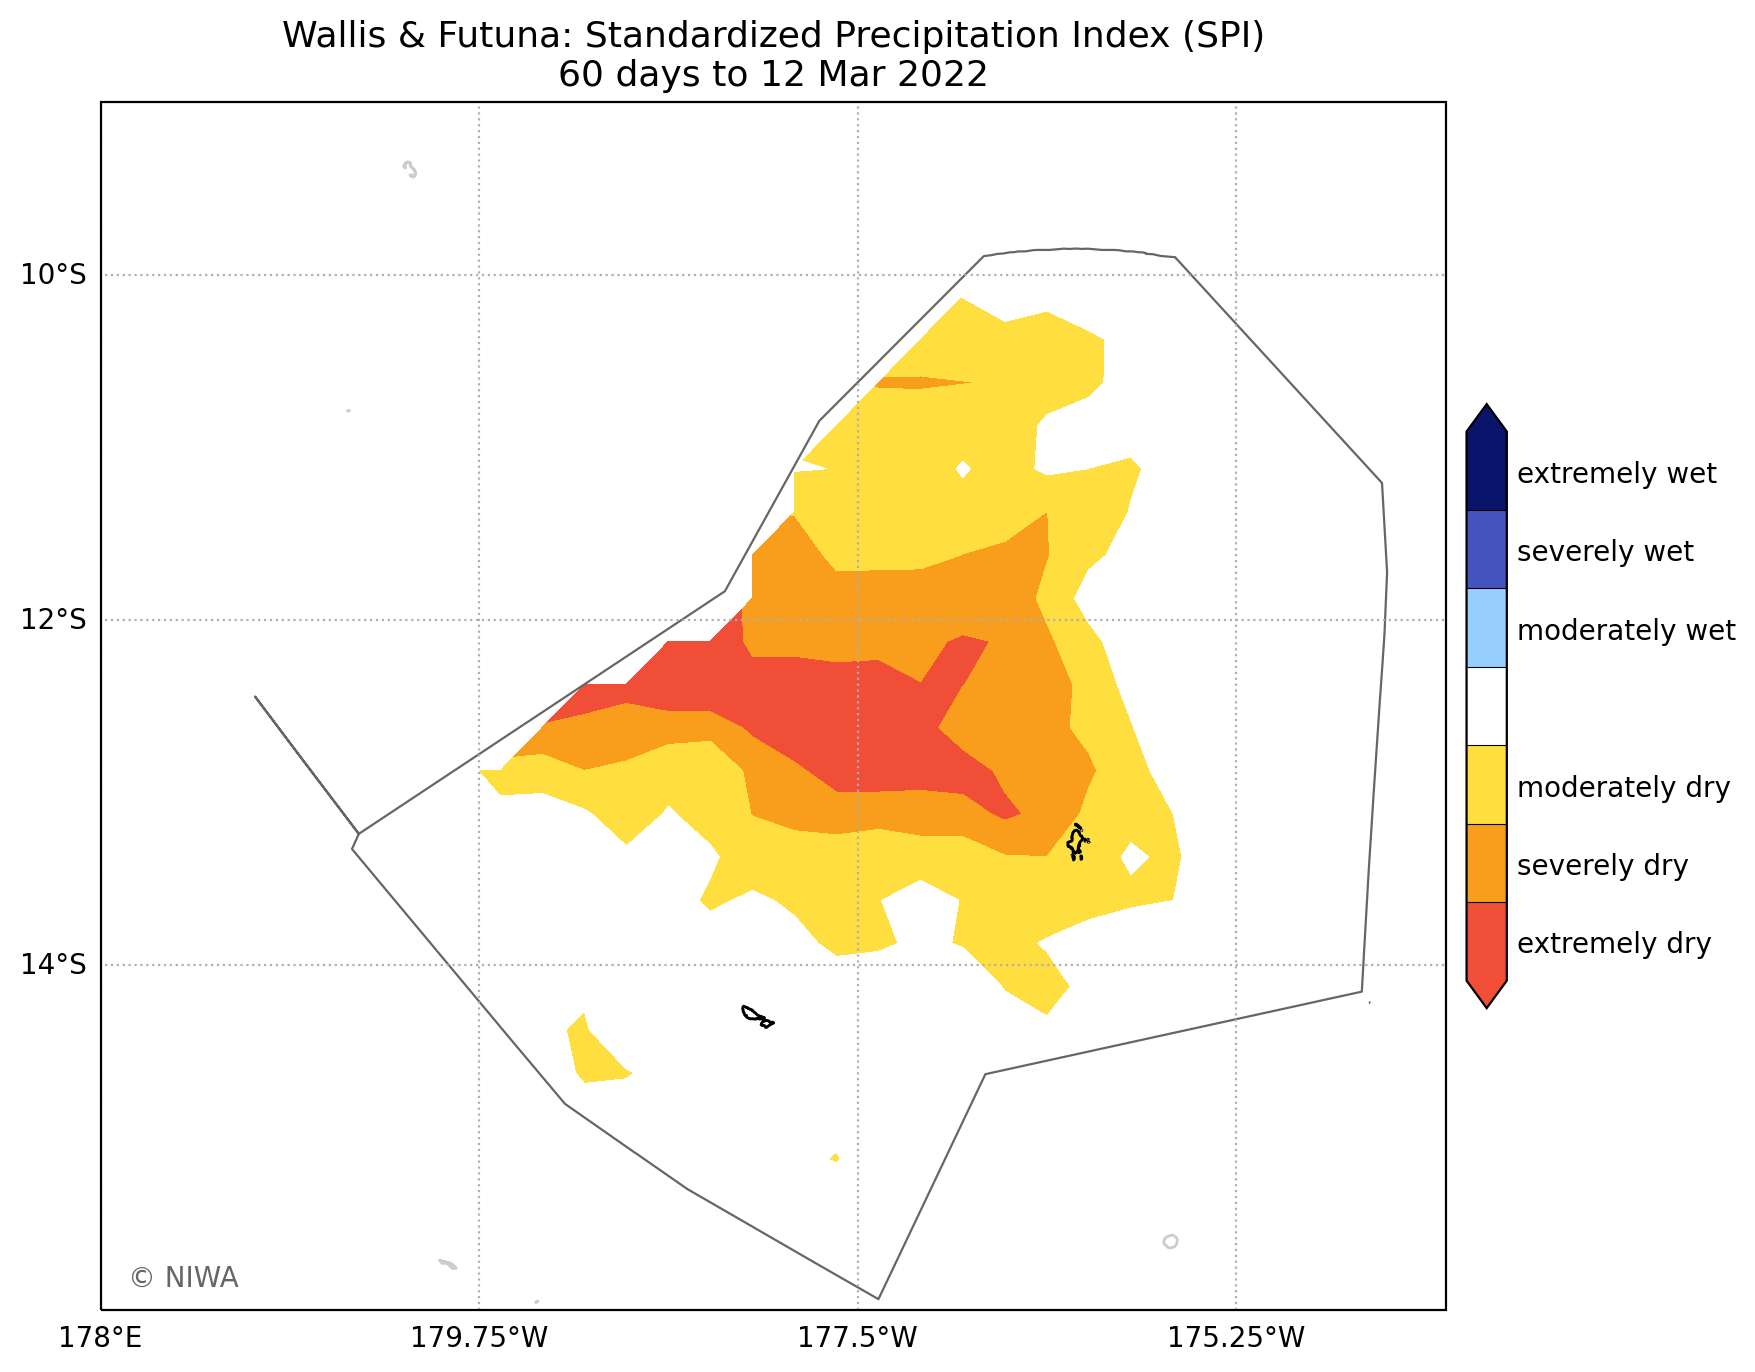 Wallis & Futuna: Standardized Precipitation Index (SPI)
60 days to 12 Mar 2022
10°S
12°S
14°S
extremely wet
severely wet
moderately wet
moderately dry
severely dry
extremely dry
© NIWA
178°E 179.75°W 177.5°W 175.25°W